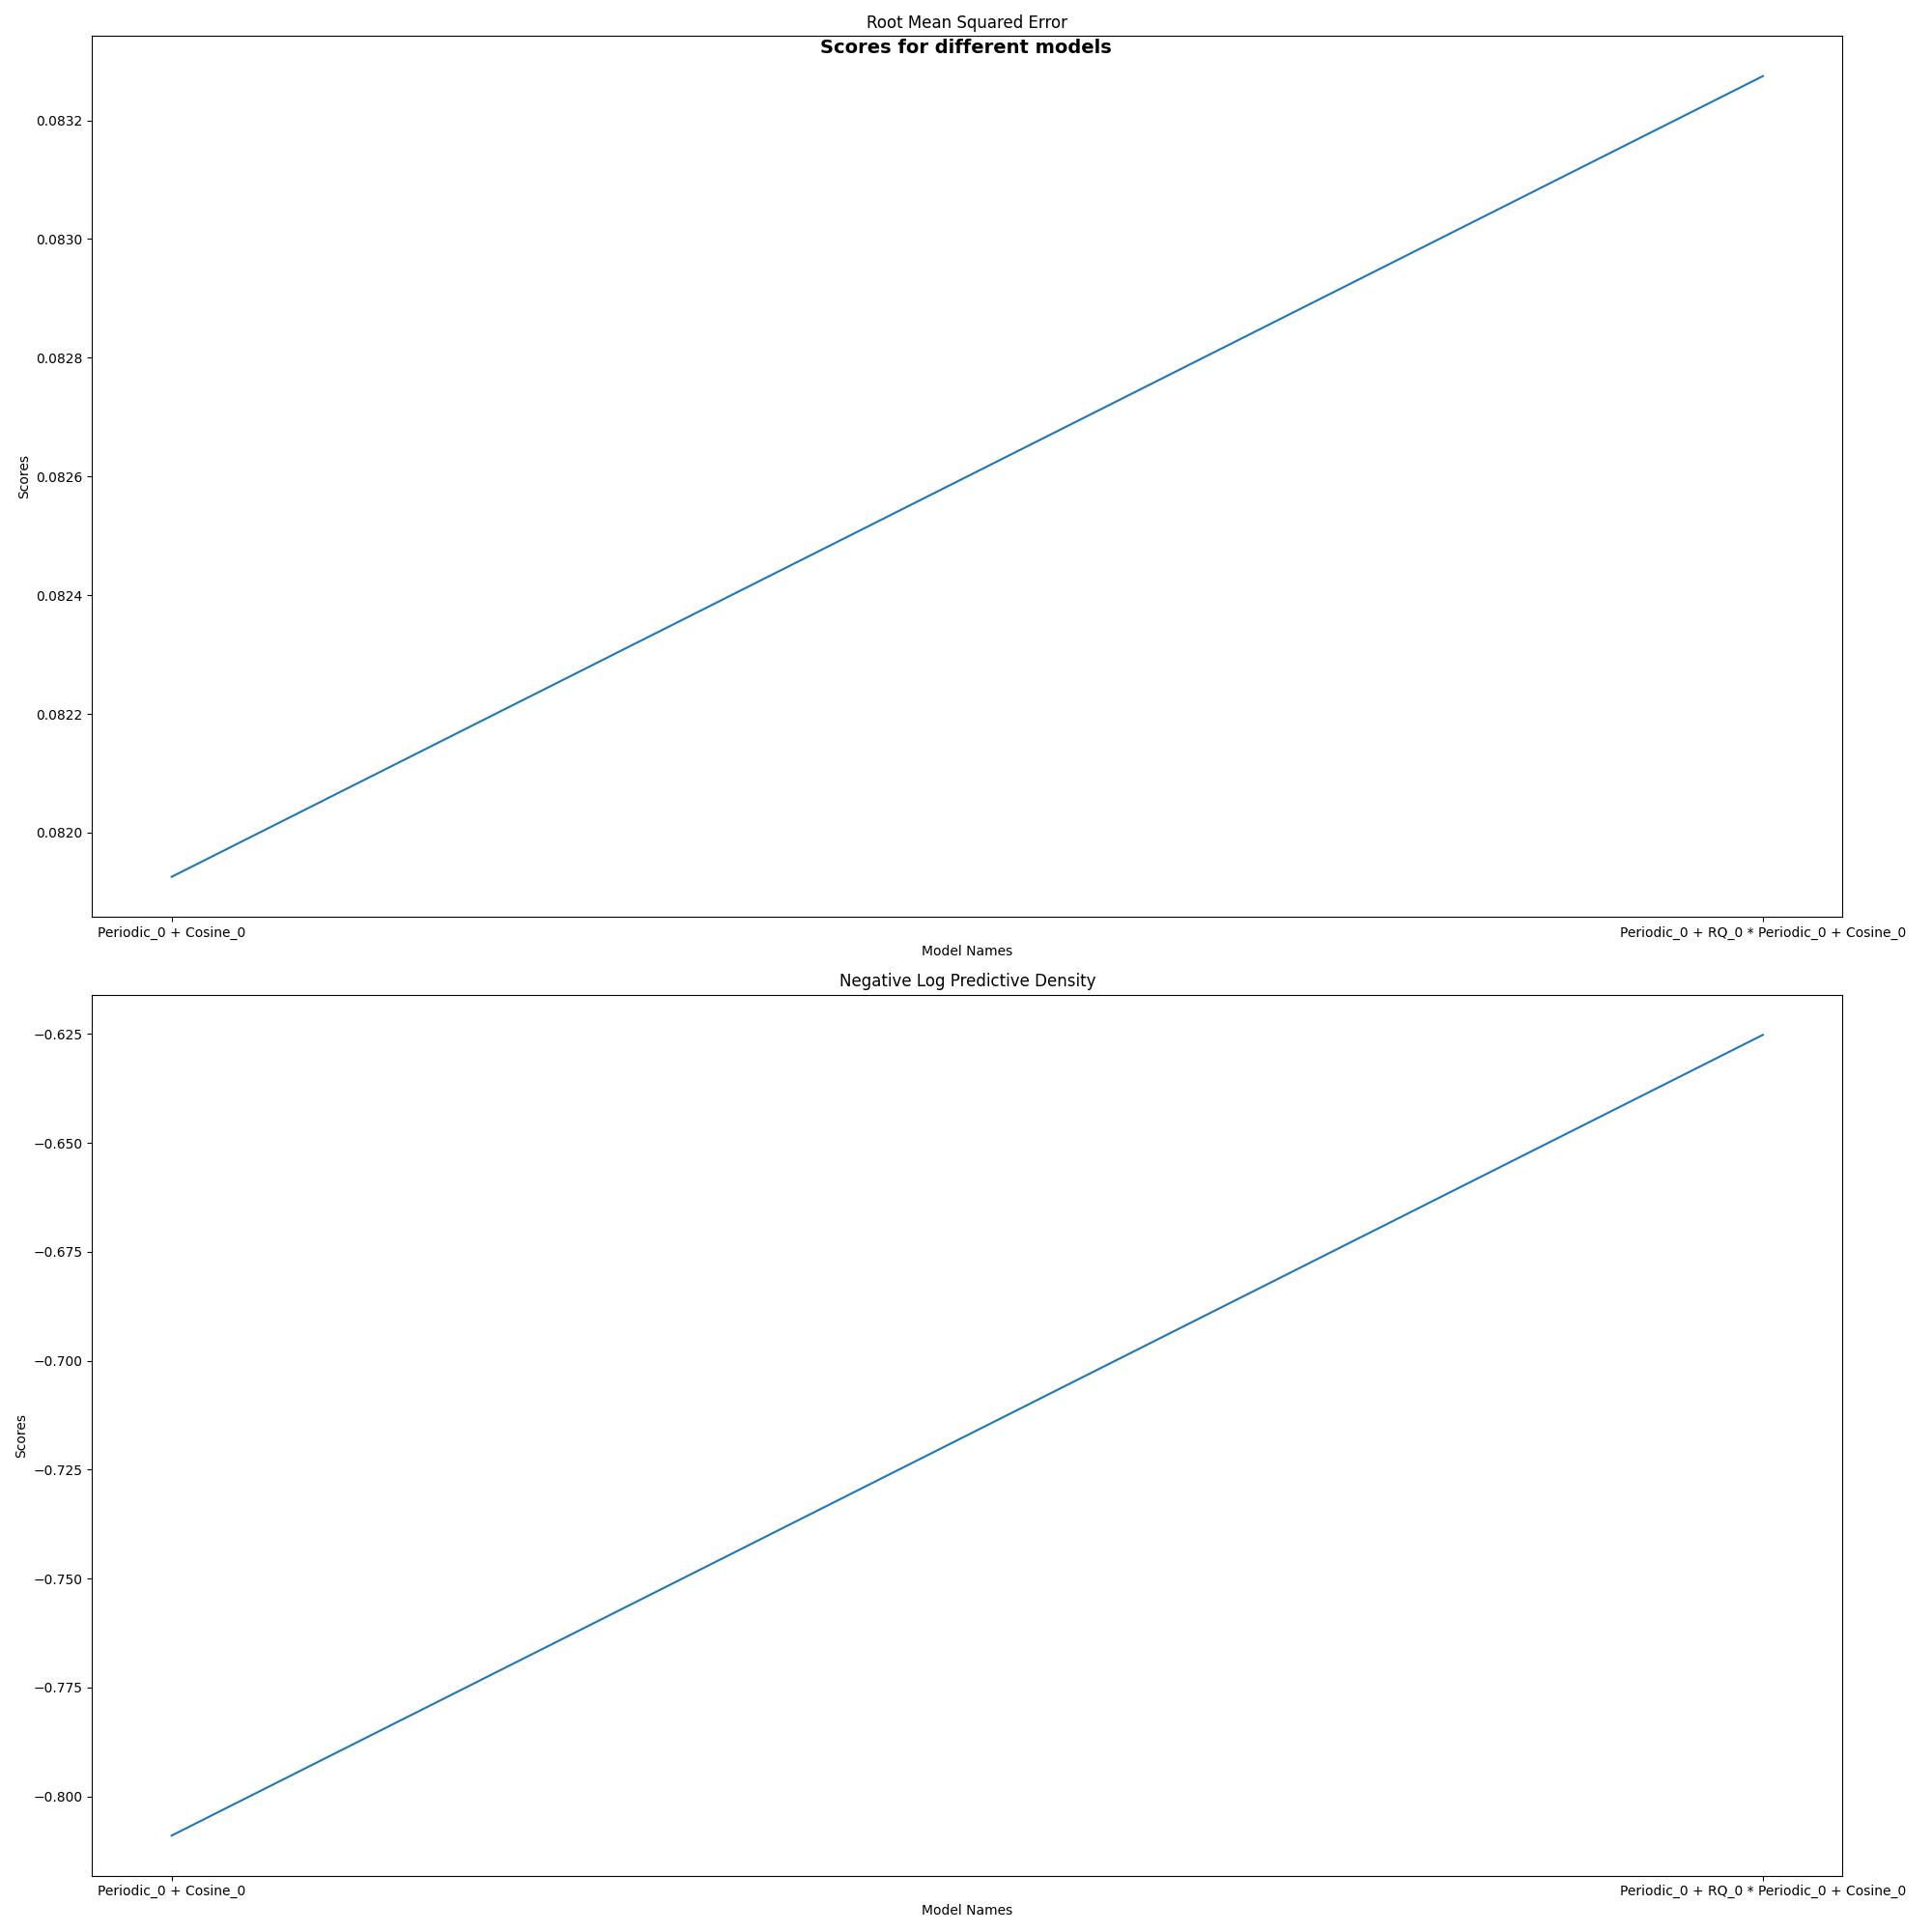 Root Mean Squared Error
Scores for different models
0.0832
0.0830
0.0828
0.0826
0.0824
0.0822
0.0820
Scores
Periodic_0 + Cosine_0
Periodic_0 + RQ_0 * Periodic_0 + Cosine_0
Model Names
Negative Log Predictive Density
−0.625
−0.650
−0.675
−0.700
−0.725
−0.750
−0.775
−0.800
Scores
Periodic_0 + Cosine_0
Periodic_0 + RQ_0 * Periodic_0 + Cosine_0
Model Names